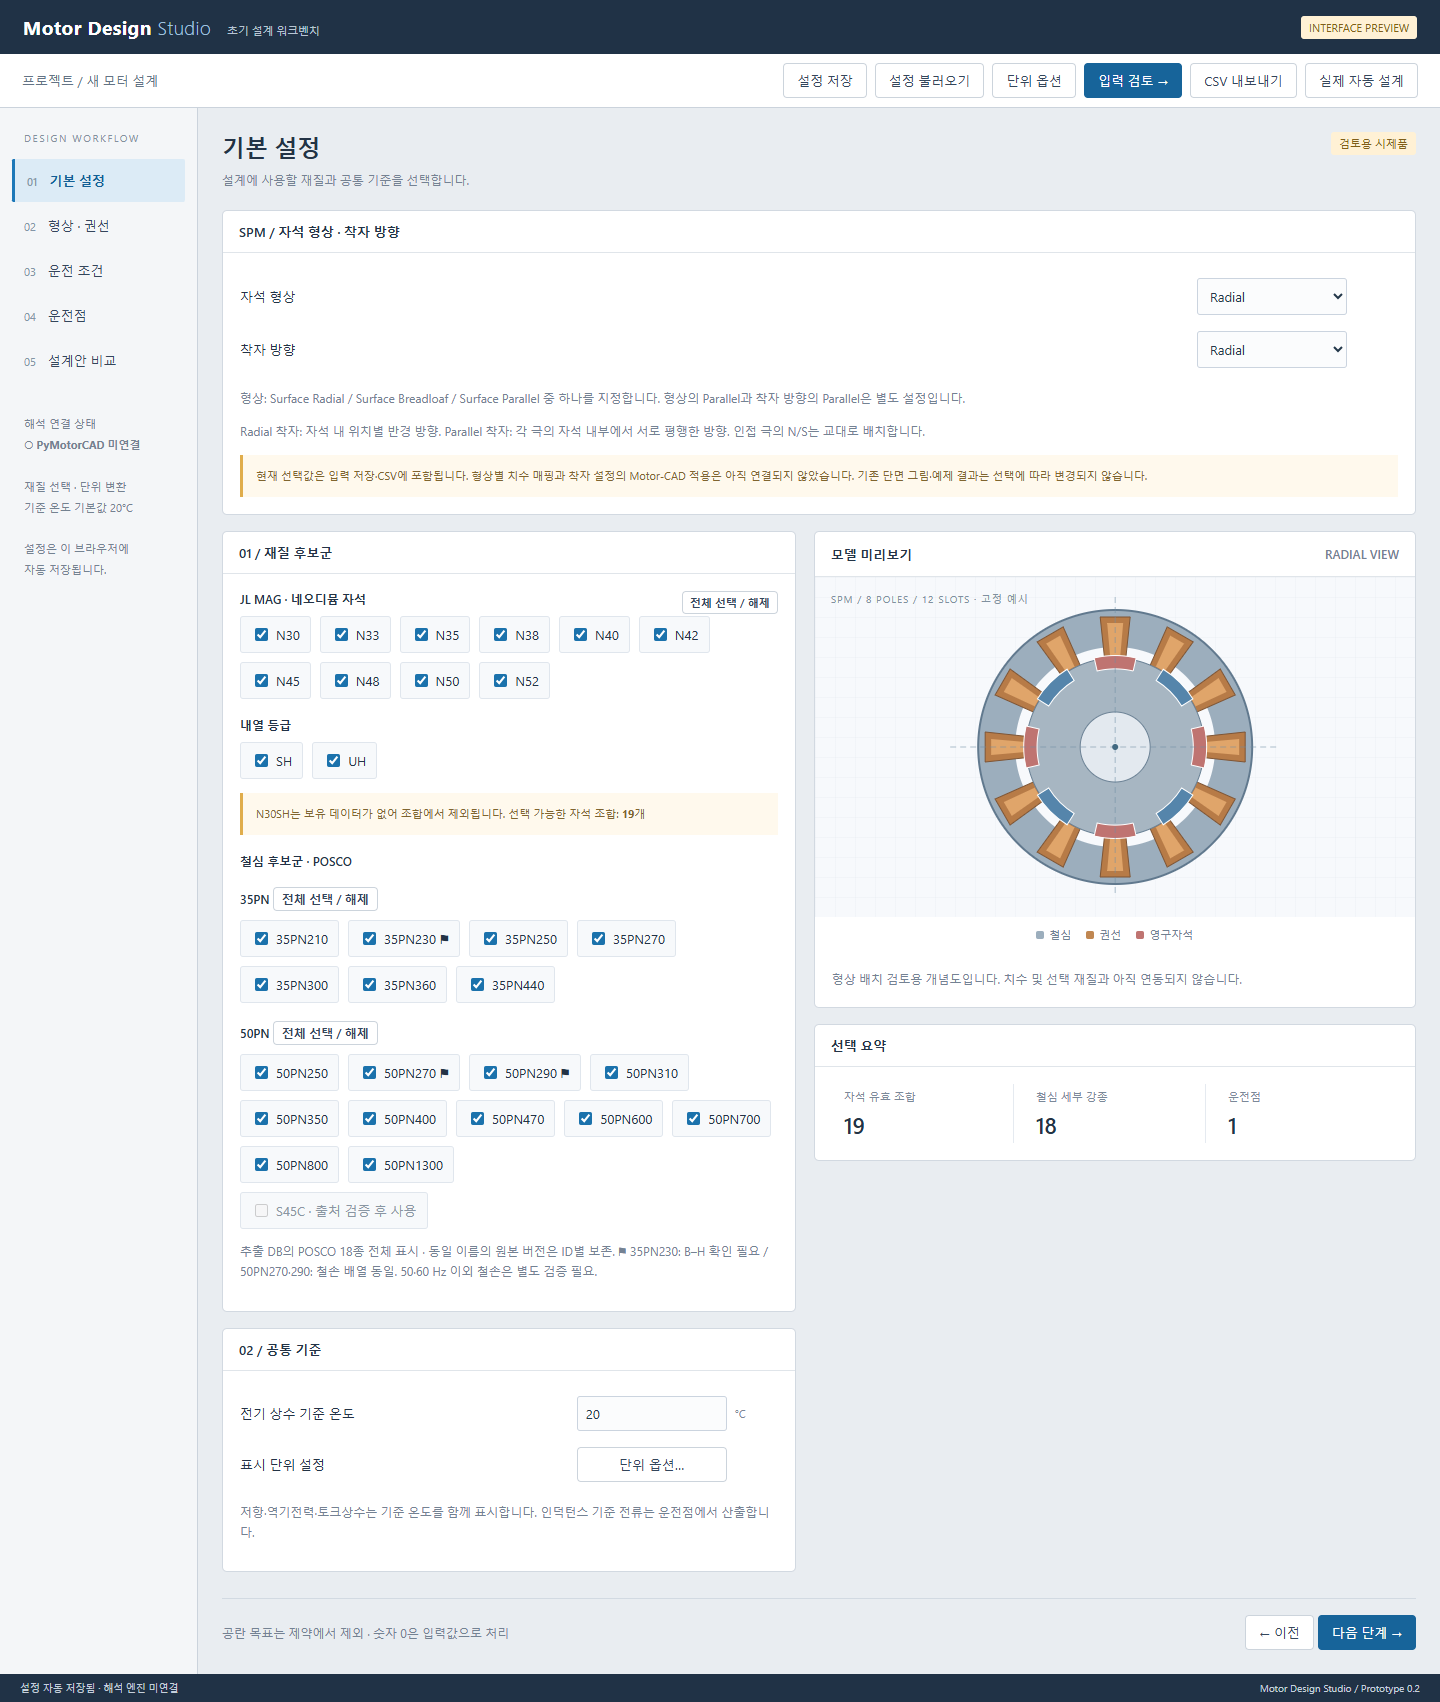 Motor Design Studio 초기 설계 워크벤치
INTERFACE PREVIEW
프로젝트 / 새 모터 설계
설정 저장
설정 불러오기
단위 옵션
입력 검토 →
CSV 내보내기
실제 자동 설계
DESIGN WORKFLOW
01 기본 설정
02 형상 · 권선
03 운전 조건
04 운전점
05 설계안 비교
해석 연결 상태
○ PyMotorCAD 미연결
재질 선택 · 단위 변환
기준 온도 기본값 20°C
설정은 이 브라우저에
자동 저장됩니다.
기본 설정
검토용 시제품
설계에 사용할 재질과 공통 기준을 선택합니다.
SPM / 자석 형상 · 착자 방향
자석 형상
Radial
착자 방향
Radial
형상: Surface Radial / Surface Breadloaf / Surface Parallel 중 하나를 지정합니다. 형상의 Parallel과 착자 방향의 Parallel은 별도 설정입니다.
Radial 착자: 자석 내 위치별 반경 방향. Parallel 착자: 각 극의 자석 내부에서 서로 평행한 방향. 인접 극의 N/S는 교대로 배치합니다.
현재 선택값은 입력 저장·CSV에 포함됩니다. 형상별 치수 매핑과 착자 설정의 Motor-CAD 적용은 아직 연결되지 않았습니다. 기존 단면 그림·예제 결과는 선택에 따라 변경되지 않습니다.
01 / 재질 후보군
JL MAG · 네오디뮴 자석
전체 선택 / 해제
N30
N33
N35
N38
N40
N42
N45
N48
N50
N52
내열 등급
SH
UH
N30SH는 보유 데이터가 없어 조합에서 제외됩니다. 선택 가능한 자석 조합: 19개
철심 후보군 · POSCO
35PN 전체 선택 / 해제
35PN210
35PN230 ⚑
35PN250
35PN270
35PN300
35PN360
35PN440
50PN 전체 선택 / 해제
50PN250
50PN270 ⚑
50PN290 ⚑
50PN310
50PN350
50PN400
50PN470
50PN600
50PN700
50PN800
50PN1300
S45C · 출처 검증 후 사용
추출 DB의 POSCO 18종 전체 표시 · 동일 이름의 원본 버전은 ID별 보존. ⚑ 35PN230: B–H 확인 필요 /
50PN270·290: 철손 배열 동일. 50·60 Hz 이외 철손은 별도 검증 필요.
모델 미리보기
RADIAL VIEW
SPM / 8 POLES / 12 SLOTS · 고정 예시
철심
권선
영구자석
형상 배치 검토용 개념도입니다. 치수 및 선택 재질과 아직 연동되지 않습니다.
선택 요약
자석 유효 조합
19
철심 세부 강종
18
운전점
1
02 / 공통 기준
전기 상수 기준 온도
20
°C
표시 단위 설정
단위 옵션...
저항·역기전력·토크상수는 기준 온도를 함께 표시합니다. 인덕턴스 기준 전류는 운전점에서 산출합니
다.
공란 목표는 제약에서 제외 · 숫자 0은 입력값으로 처리
← 이전
다음 단계 →
설정 자동 저장됨 · 해석 엔진 미연결
Motor Design Studio / Prototype 0.2